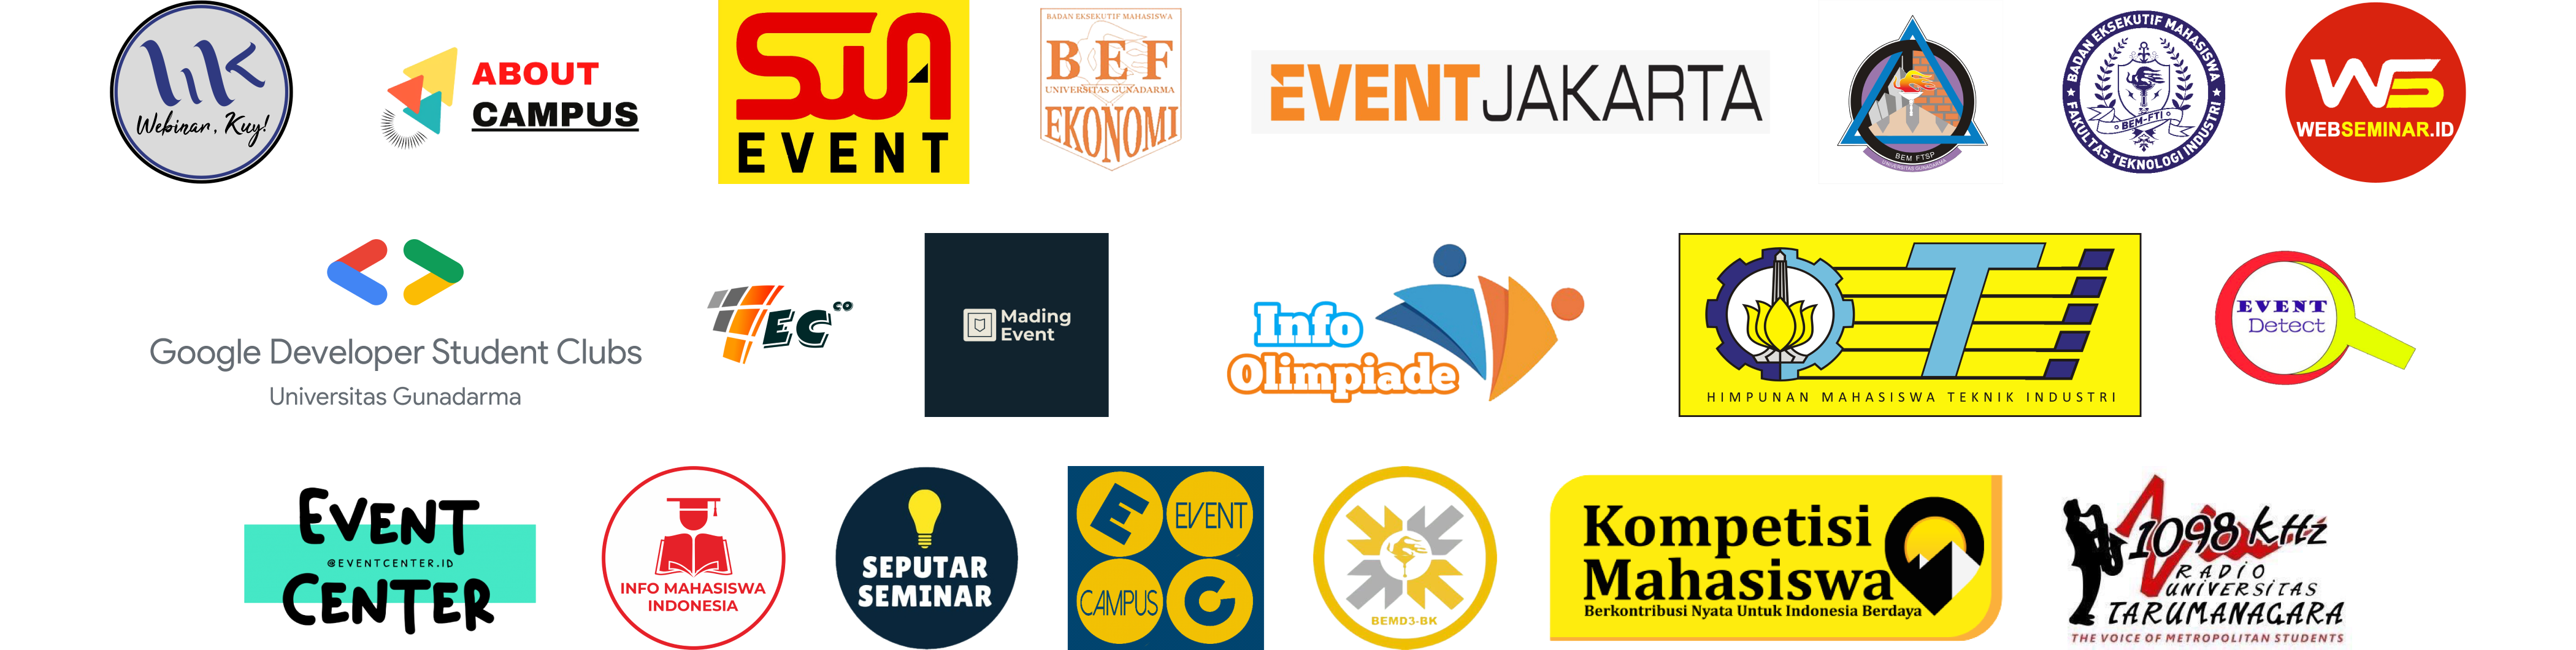 WK
Webinar, Kuy!
ABOUT
CAMPUS
SWA
EVENT
BADAN EKSEKUTIF MAHASISWA
BEF
UNIVERSITAS GUNADARMA
EKONOMI
EVENTJAKARTA
BEM FTSP
UNIVERSITAS GUNADARMA
BADAN EKSEKUTIF MAHASISWA
BEM-FTI
FAKULTAS TEKNOLOGI INDUSTRI
WS
WEBSEMINAR.ID
Google Developer Student Clubs
Universitas Gunadarma
EC CO
Mading
Event
Info
Olimpiade
TI
HIMPUNAN MAHASISWA TEKNIK INDUSTRI
EVENT
Detect
EVENT
@EVENTCENTER.ID
CENTER
INFO MAHASISWA
INDONESIA
SEPUTAR
SEMINAR
E EVENT
CAMPUS C
BEMD3-BK
Kompetisi
Mahasiswa
Berkontribusi Nyata Untuk Indonesia Berdaya
1098 kHz
RADIO
UNIVERSITAS
TARUMANAGARA
THE VOICE OF METROPOLITAN STUDENTS